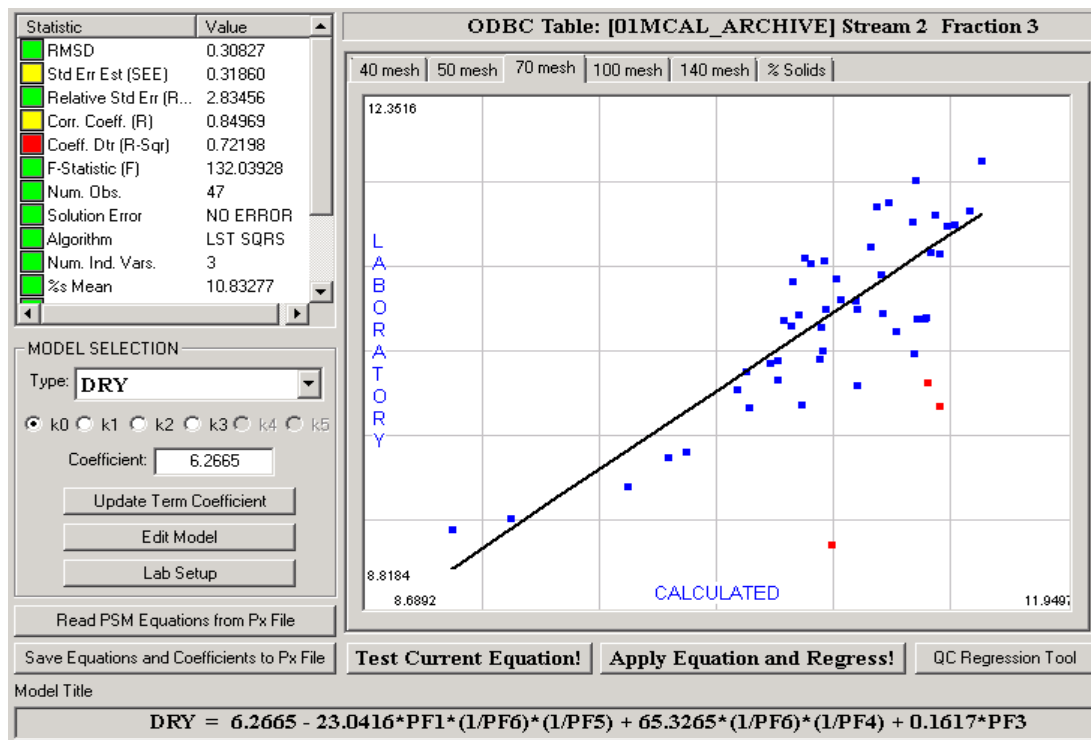 ODBC Table: [01MCAL_ARCHIVE] Stream 2 Fraction 3
Statistic Value
RMSD 0.30827
Std Err Est (SEE) 0.31860
Relative Std Err (R... 2.83456
Corr. Coeff. (R) 0.84969
Coeff. Dtr (R-Sqr) 0.72198
F-Statistic (F) 132.03928
Num. Obs. 47
Solution Error NO ERROR
Algorithm LST SQRS
Num. Ind. Vars. 3
%s Mean 10.83277
MODEL SELECTION
Type: DRY
k0 k1 k2 k3 k4 k5
Coefficient: 6.2665
Update Term Coefficient
Edit Model
Lab Setup
Read PSM Equations from Px File
Save Equations and Coefficients to Px File
40 mesh 50 mesh 70 mesh 100 mesh 140 mesh % Solids
12.3516
LABORATORY
8.8184
8.6892 CALCULATED 11.9497
Test Current Equation! Apply Equation and Regress! QC Regression Tool
Model Title
DRY = 6.2665 - 23.0416*PF1*(1/PF6)*(1/PF5) + 65.3265*(1/PF6)*(1/PF4) + 0.1617*PF3